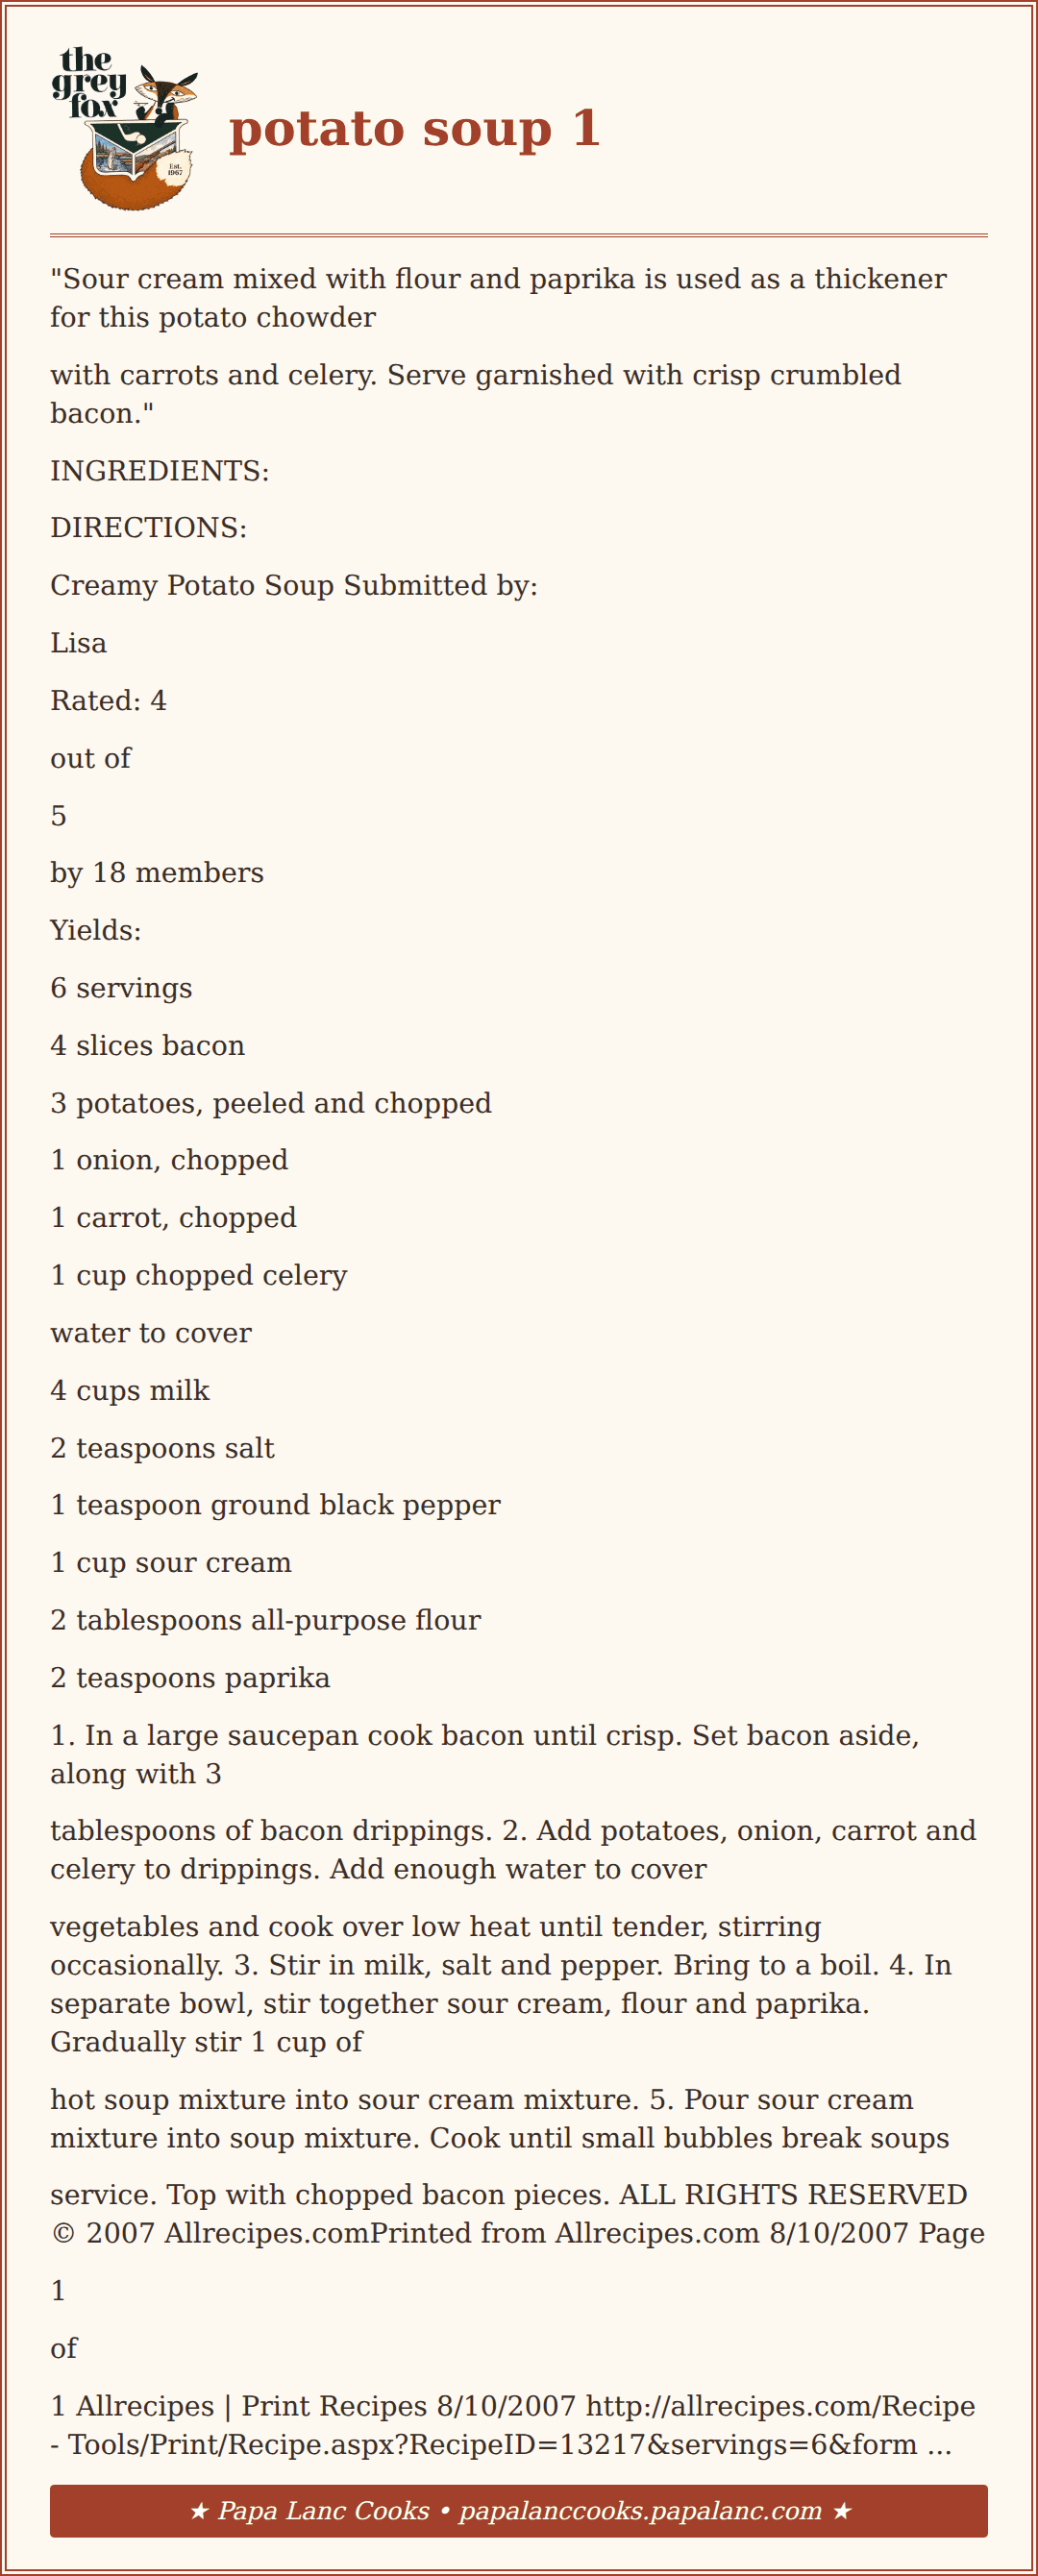 the
grey
fox
Est.
1967
potato soup 1
"Sour cream mixed with flour and paprika is used as a thickener
for this potato chowder
with carrots and celery. Serve garnished with crisp crumbled
bacon."
INGREDIENTS:
DIRECTIONS:
Creamy Potato Soup Submitted by:
Lisa
Rated: 4
out of
5
by 18 members
Yields:
6 servings
4 slices bacon
3 potatoes, peeled and chopped
1 onion, chopped
1 carrot, chopped
1 cup chopped celery
water to cover
4 cups milk
2 teaspoons salt
1 teaspoon ground black pepper
1 cup sour cream
2 tablespoons all-purpose flour
2 teaspoons paprika
1. In a large saucepan cook bacon until crisp. Set bacon aside,
along with 3
tablespoons of bacon drippings. 2. Add potatoes, onion, carrot and
celery to drippings. Add enough water to cover
vegetables and cook over low heat until tender, stirring
occasionally. 3. Stir in milk, salt and pepper. Bring to a boil. 4. In
separate bowl, stir together sour cream, flour and paprika.
Gradually stir 1 cup of
hot soup mixture into sour cream mixture. 5. Pour sour cream
mixture into soup mixture. Cook until small bubbles break soups
service. Top with chopped bacon pieces. ALL RIGHTS RESERVED
© 2007 Allrecipes.comPrinted from Allrecipes.com 8/10/2007 Page
1
of
1 Allrecipes | Print Recipes 8/10/2007 http://allrecipes.com/Recipe
- Tools/Print/Recipe.aspx?RecipeID=13217&servings=6&form ...
★ Papa Lanc Cooks • papalanccooks.papalanc.com ★